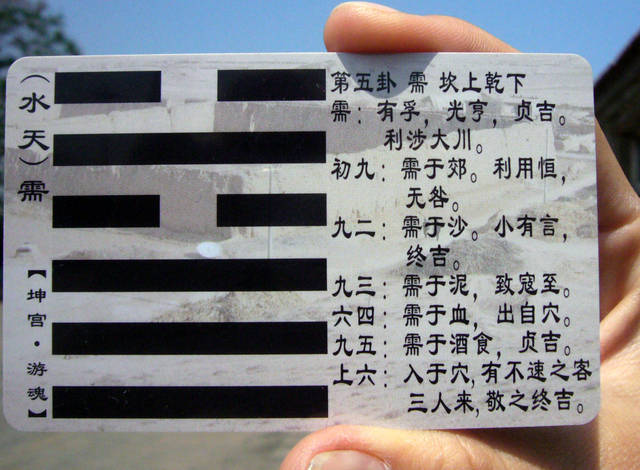 （水天）需
【坤宫·游魂】
第五卦 需 坎上乾下
需：有孚，光亨，贞吉。
利涉大川。
初九：需于郊。利用恒，
无咎。
九二：需于沙。小有言，
终吉。
九三：需于泥，致寇至。
六四：需于血，出自穴。
九五：需于酒食，贞吉。
上六：入于穴,有不速之客
三人来,敬之终吉。